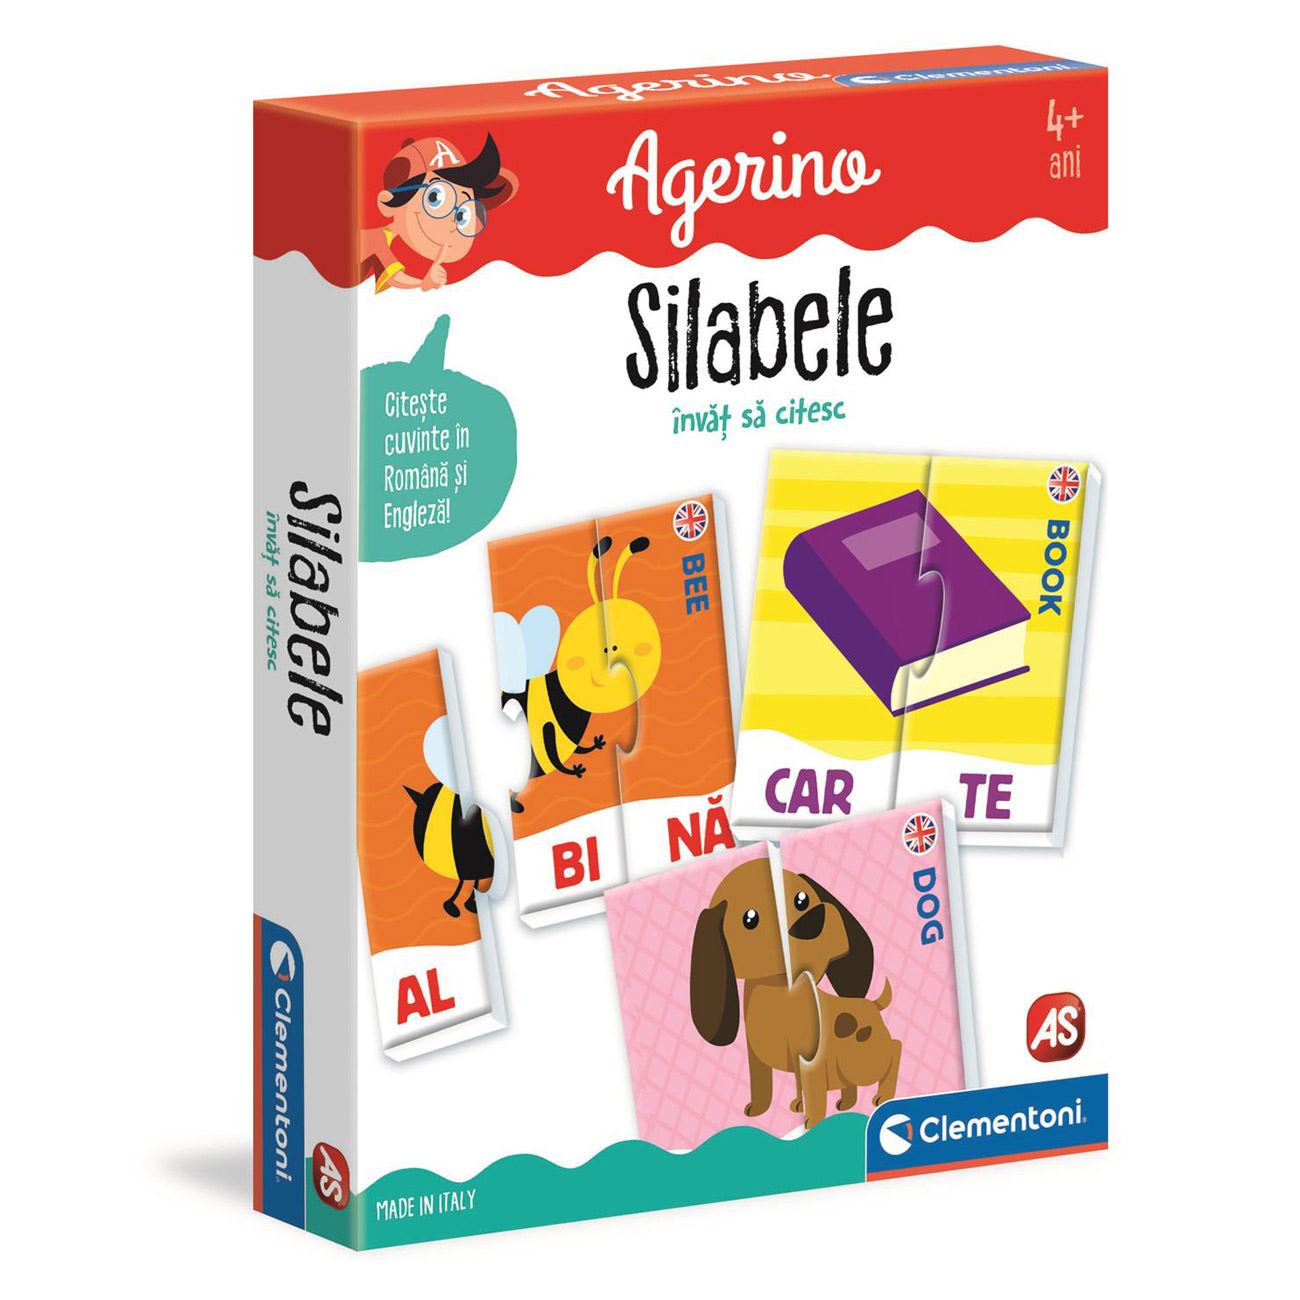 Agerino
Clementoni
A
Agerino
4+
ani
Silabele
învăț să citesc
Citește
cuvinte în
Română și
Engleză!
BEE
BOOK
AL
BI
NĂ
CAR
TE
DOG
AS
Clementoni
MADE IN ITALY
Silabele
învăț să citesc
Clementoni
AS